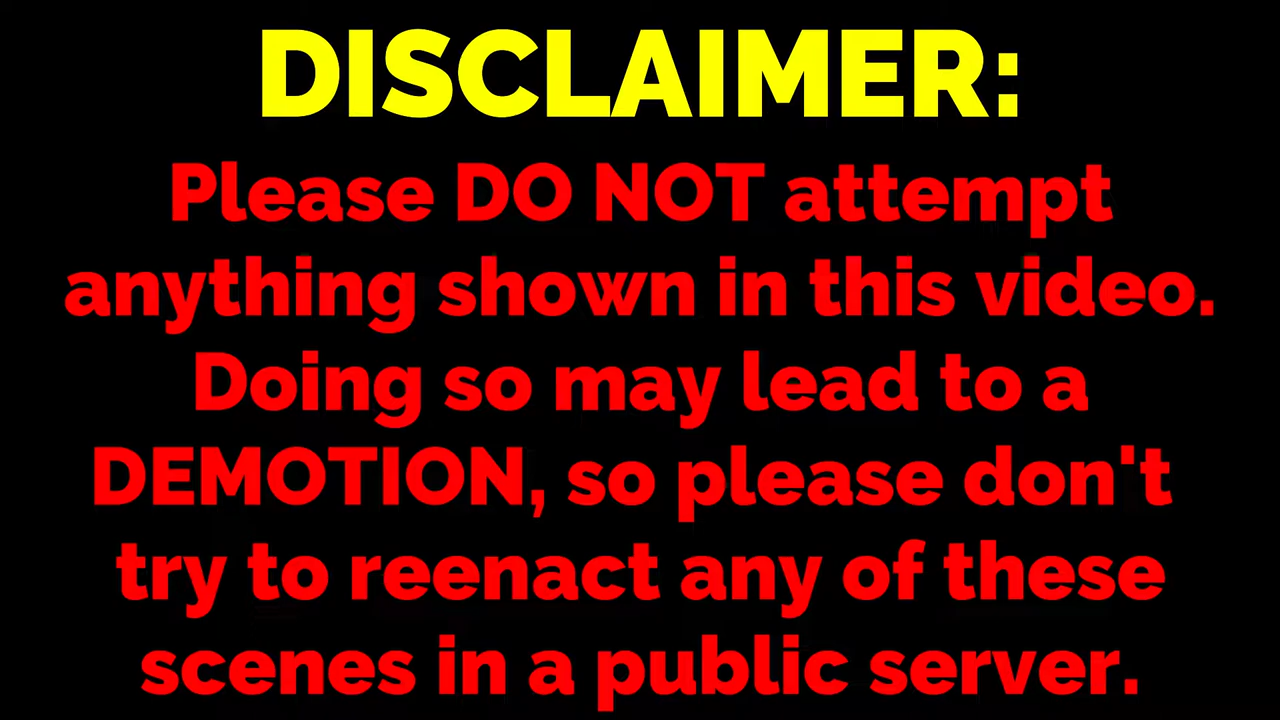 DISCLAIMER:
Please DO NOT attempt
anything shown in this video.
Doing so may lead to a
DEMOTION, so please don't
try to reenact any of these
scenes in a public server.